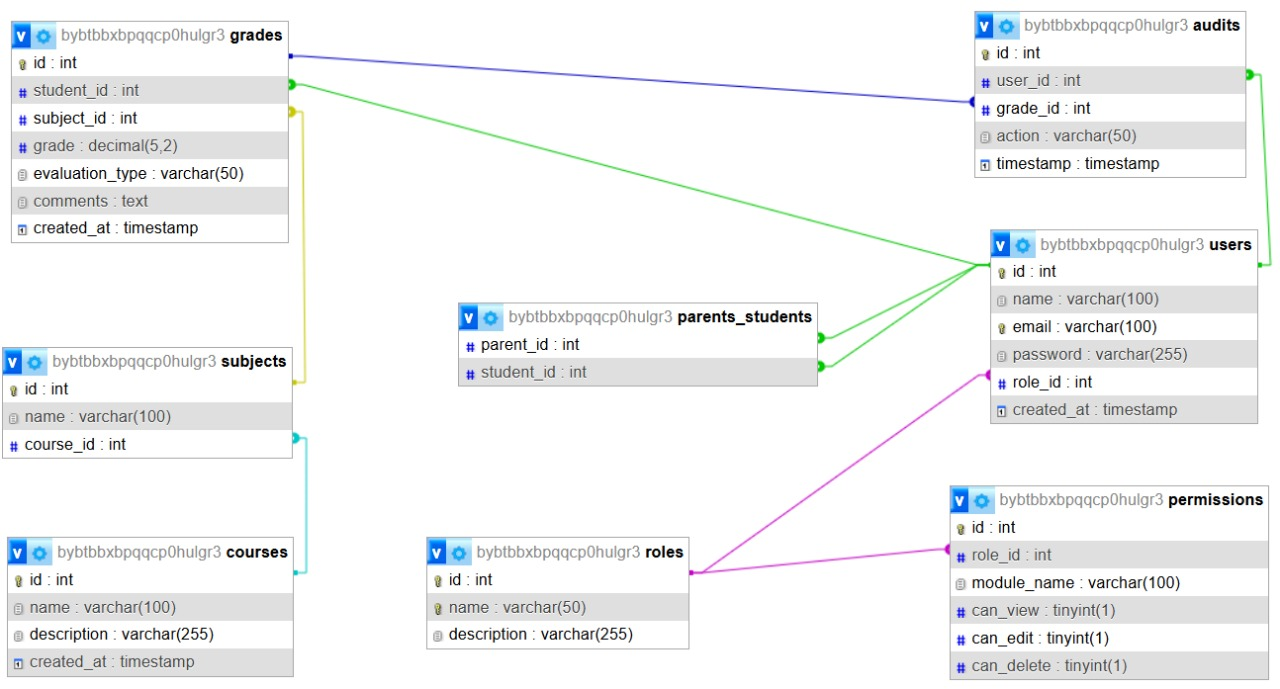 bybtbbxbpqqcp0hulgr3 grades
id : int
# student_id : int
# subject_id : int
# grade : decimal(5,2)
evaluation_type : varchar(50)
comments : text
created_at : timestamp
bybtbbxbpqqcp0hulgr3 audits
id : int
# user_id : int
# grade_id : int
action : varchar(50)
timestamp : timestamp
bybtbbxbpqqcp0hulgr3 users
id : int
name : varchar(100)
email : varchar(100)
password : varchar(255)
# role_id : int
created_at : timestamp
bybtbbxbpqqcp0hulgr3 parents_students
# parent_id : int
# student_id : int
bybtbbxbpqqcp0hulgr3 subjects
id : int
name : varchar(100)
# course_id : int
bybtbbxbpqqcp0hulgr3 courses
id : int
name : varchar(100)
description : varchar(255)
created_at : timestamp
bybtbbxbpqqcp0hulgr3 roles
id : int
name : varchar(50)
description : varchar(255)
bybtbbxbpqqcp0hulgr3 permissions
id : int
# role_id : int
module_name : varchar(100)
# can_view : tinyint(1)
# can_edit : tinyint(1)
# can_delete : tinyint(1)